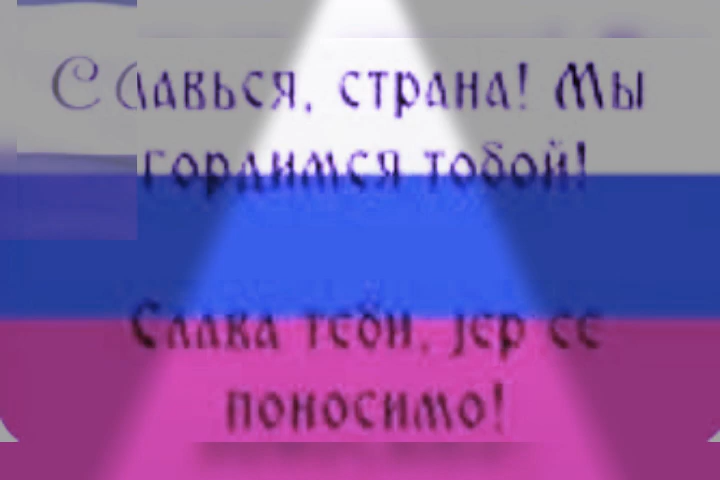 Славься, страна! Мы
гордимся тобой!
Слава теби, јер се
поносимо!